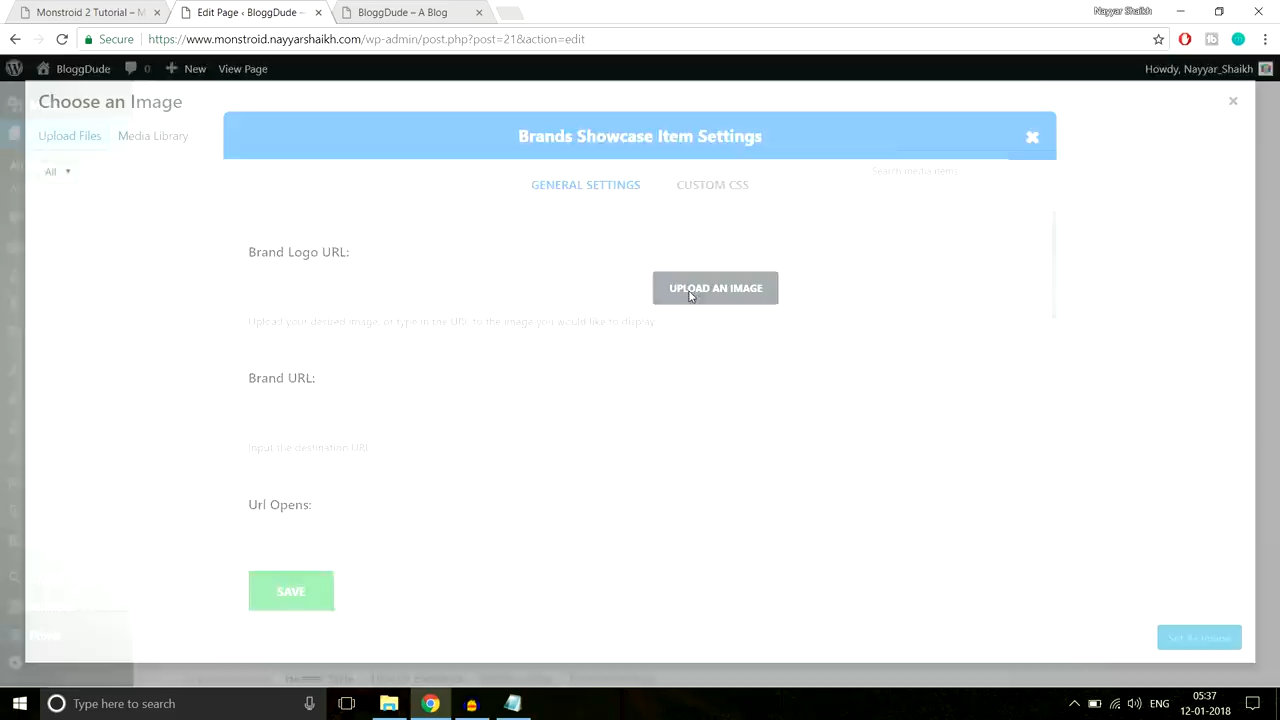 Monstroid 2 Tutorial – M
Edit Page ‹ BloggDude —
BloggDude – A Blog
Nayyar Shaikh
Secure
https://www.monstroid.nayyarshaikh.com/wp-admin/post.php?post=21&action=edit
BloggDude
0
New
View Page
Howdy, Nayyar_Shaikh
Choose an Image
Upload Files
Media Library
All
Search media items...
Brands Showcase Item Settings
GENERAL SETTINGS
CUSTOM CSS
Brand Logo URL:
UPLOAD AN IMAGE
Upload your desired image, or type in the URL to the image you would like to display
Brand URL:
Input the destination URL
Url Opens:
SAVE
Type here to search
ENG
05:37
12-01-2018